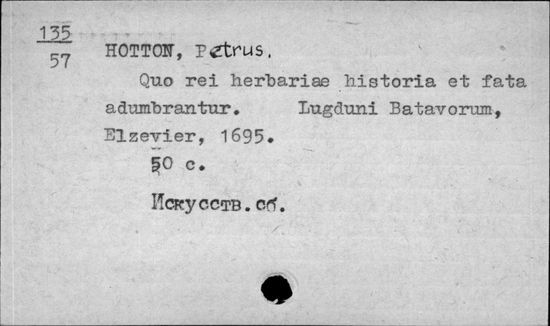 135
57
HOTTON, Petrus.
Quo rei herbariae historia et fata
adumbrantur. Lugduni Batavorum,
Elzevier, 1695.
50 c.
Искусств.сб.